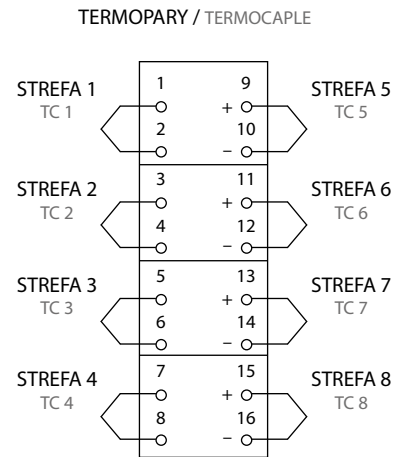 TERMOPARY / TERMOCAPLE
STREFA 1
TC 1
1
9
+
2
10
–
STREFA 5
TC 5
STREFA 2
TC 2
3
11
+
4
12
–
STREFA 6
TC 6
STREFA 3
TC 3
5
13
+
6
14
–
STREFA 7
TC 7
STREFA 4
TC 4
7
15
+
8
16
–
STREFA 8
TC 8